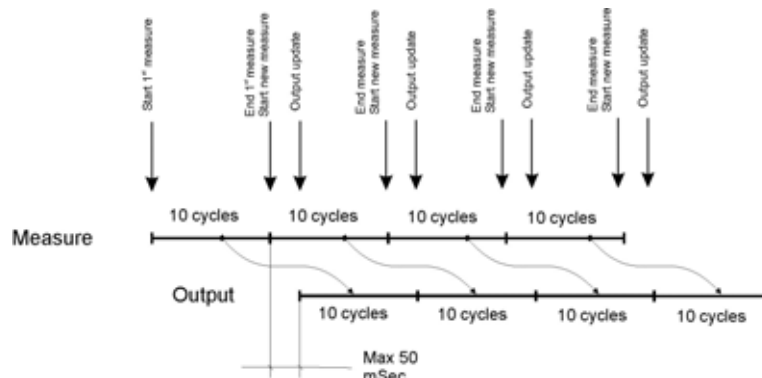 Start 1st measure
End 1st measure
Start new measure
Output update
End measure
Start new measure
Output update
End measure
Start new measure
Output update
End measure
Start new measure
Output update
10 cycles
10 cycles
10 cycles
10 cycles
Measure
Output
10 cycles
10 cycles
10 cycles
10 cycles
Max 50
mSec